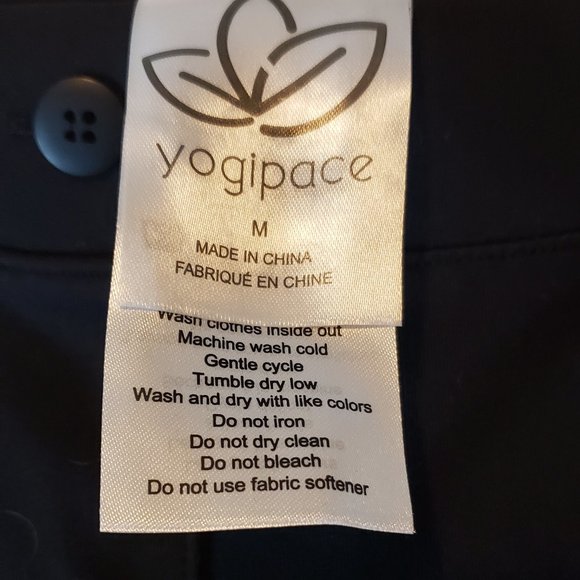 yogipace
M
MADE IN CHINA
FABRIQUÉ EN CHINE
Wash clothes inside out
Machine wash cold
Gentle cycle
Tumble dry low
Wash and dry with like colors
Do not iron
Do not dry clean
Do not bleach
Do not use fabric softener